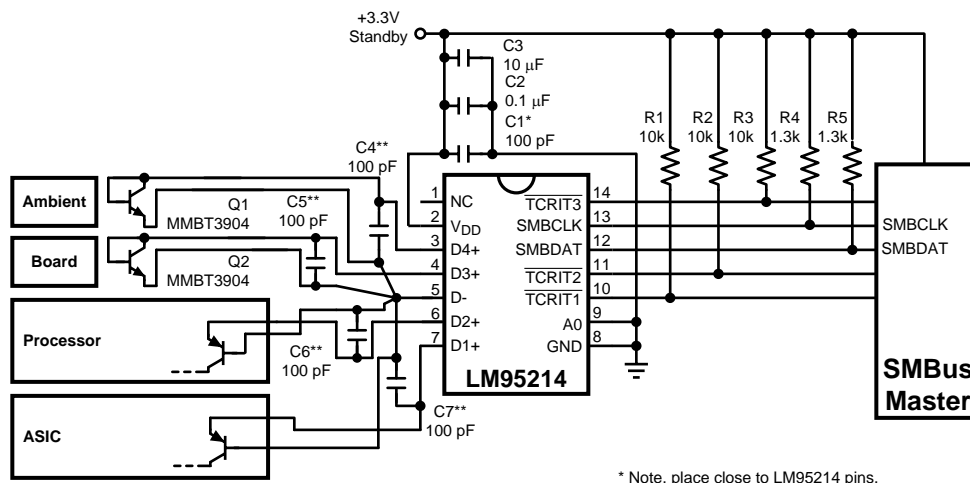 +3.3V
Standby
C3
10 μF
C2
0.1 μF
C1*
100 pF
R1
10k
R2
10k
R3
10k
R4
1.3k
R5
1.3k
C4**
100 pF
Ambient
Q1
MMBT3904
C5**
100 pF
Board
Q2
MMBT3904
Processor
C6**
100 pF
ASIC
C7**
100 pF
1 NC
2 VDD
3 D4+
4 D3+
5 D-
6 D2+
7 D1+
TCRIT3 14
SMBCLK 13
SMBDAT 12
TCRIT2 11
TCRIT1 10
A0 9
GND 8
LM95214
SMBCLK
SMBDAT
SMBus
Master
* Note, place close to LM95214 pins.